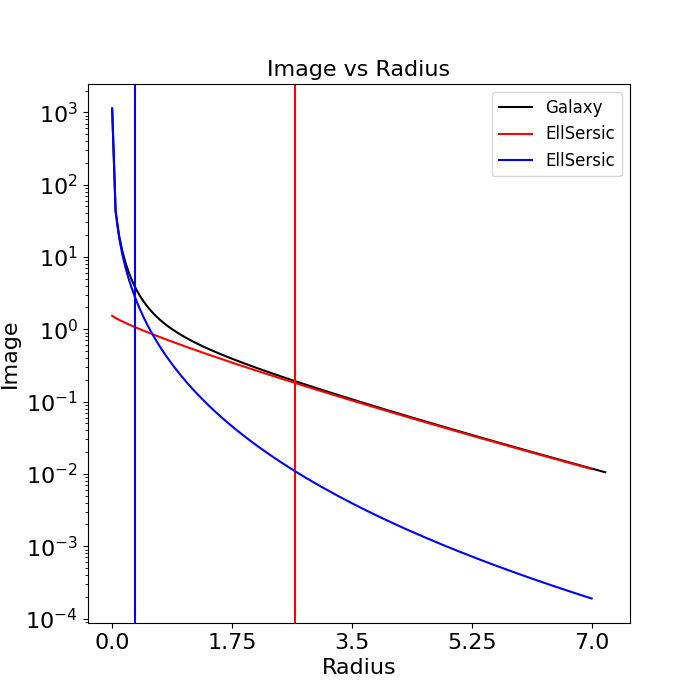 Image vs Radius
Galaxy
EllSersic
EllSersic
10³
10²
10¹
10⁰
10⁻¹
10⁻²
10⁻³
10⁻⁴
Image
0.0 1.75 3.5 5.25 7.0
Radius